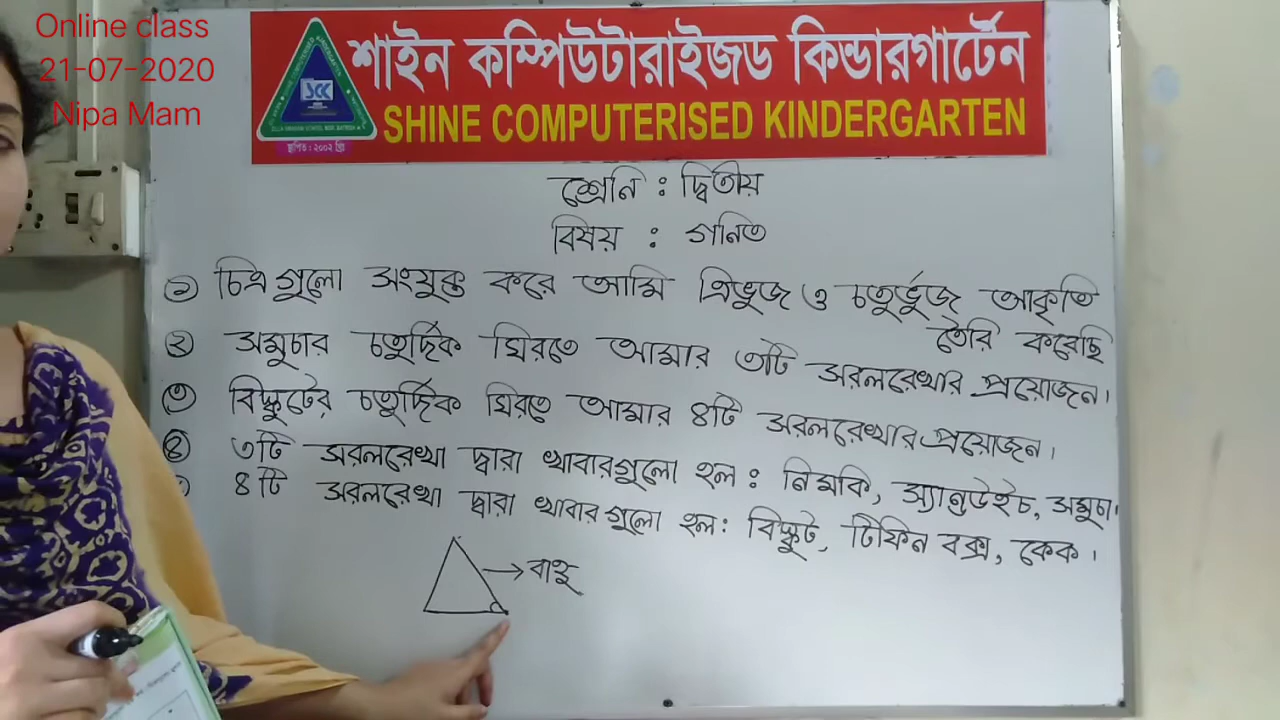 Online class
21-07-2020
Nipa Mam
শাইন কম্পিউটারাইজড কিন্ডারগার্টেন
SHINE COMPUTERISED KINDERGARTEN
স্থাপিত : ২০০২ খ্রিঃ
শ্রেনি : দ্বিতীয়
বিষয় : গনিত
১ চিত্রগুলো সংযুক্ত করে আমি ত্রিভুজ ও চতুর্ভুজ আকৃতি
তৈরি করেছি
২ সমুচার চতুর্দিক ঘিরতে আমার ৩টি সরলরেখার প্রয়োজন।
৩ বিস্কুটের চতুর্দিক ঘিরতে আমার ৪টি সরলরেখার প্রয়োজন।
৪ ৩টি সরলরেখা দ্বারা খাবারগুলো হল : নিমকি, স্যান্ডউইচ, সমুচা।
৪টি সরলরেখা দ্বারা খাবারগুলো হল : বিস্কুট, টিফিন বক্স, কেক।
বাহু